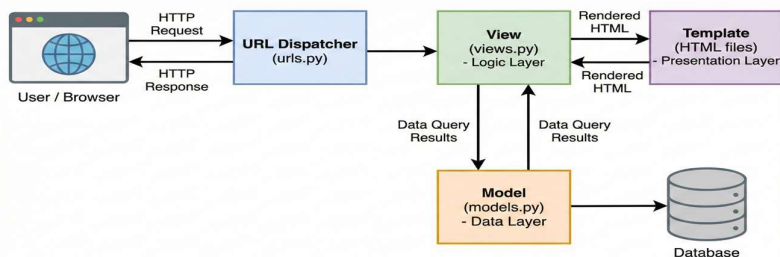 HTTP
Request
HTTP
Response
User / Browser
URL Dispatcher
(urls.py)
View
(views.py)
- Logic Layer
Rendered
HTML
Rendered
HTML
Template
(HTML files)
- Presentation Layer
Data Query
Results
Data Query
Results
Model
(models.py)
- Data Layer
Database